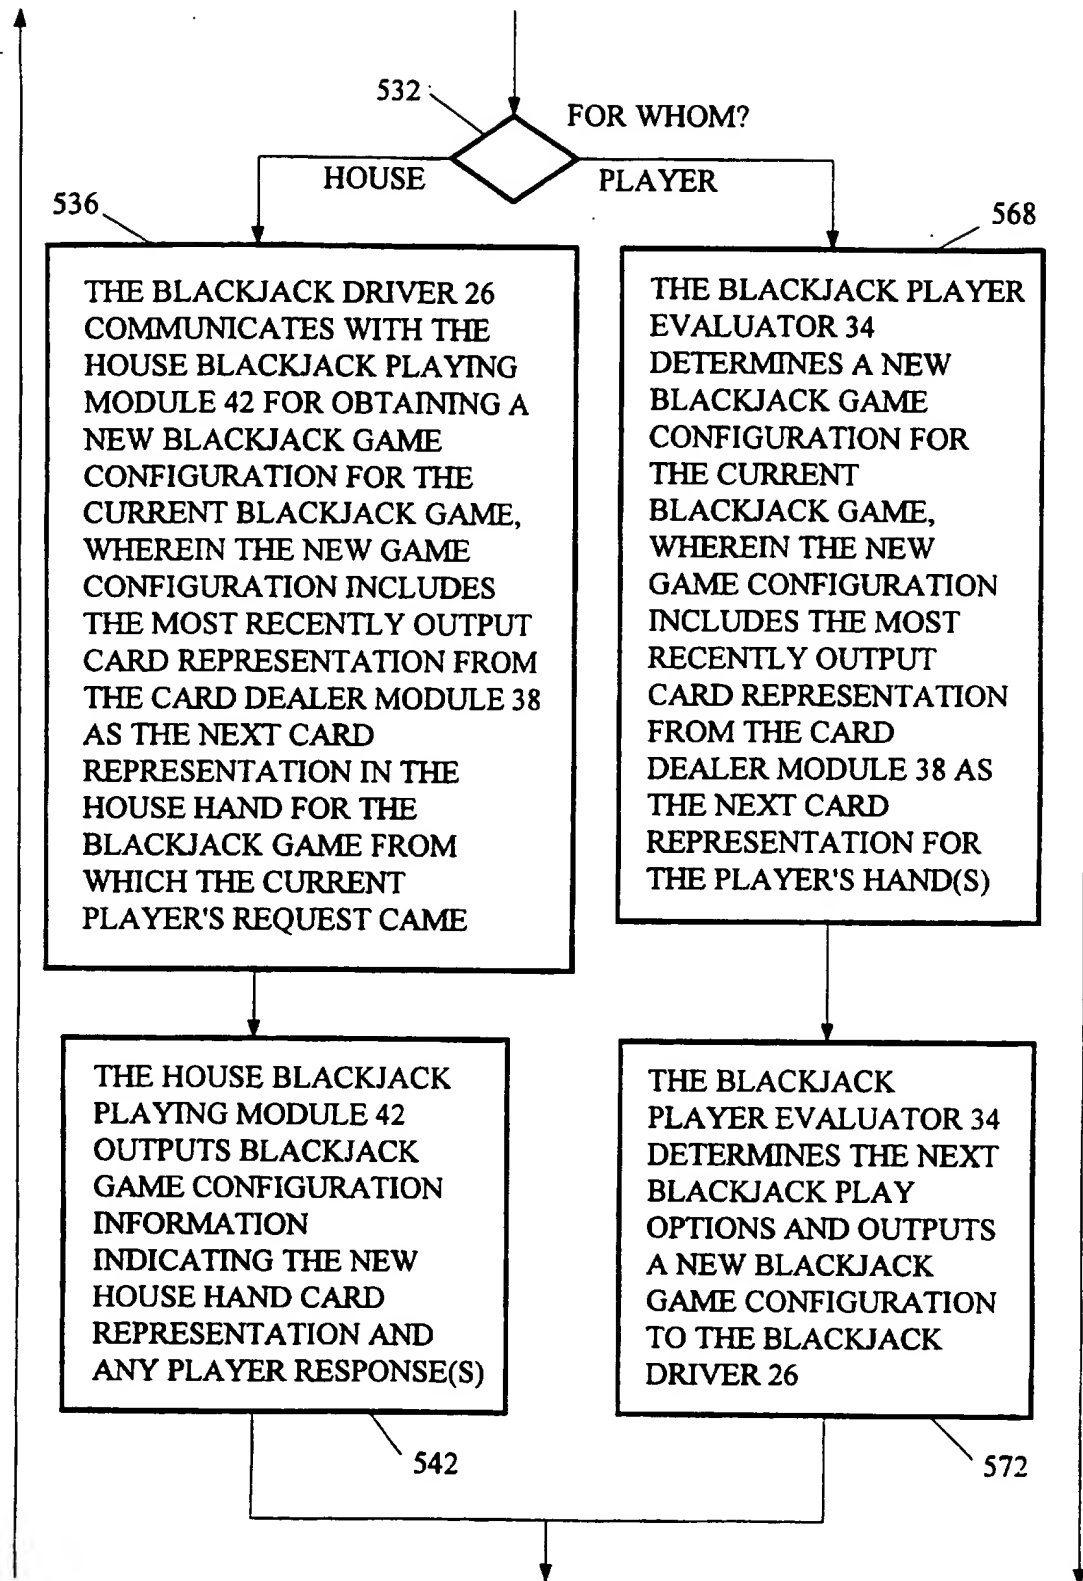 532
FOR WHOM?
HOUSE
PLAYER
536
568
THE BLACKJACK DRIVER 26
COMMUNICATES WITH THE
HOUSE BLACKJACK PLAYING
MODULE 42 FOR OBTAINING A
NEW BLACKJACK GAME
CONFIGURATION FOR THE
CURRENT BLACKJACK GAME,
WHEREIN THE NEW GAME
CONFIGURATION INCLUDES
THE MOST RECENTLY OUTPUT
CARD REPRESENTATION FROM
THE CARD DEALER MODULE 38
AS THE NEXT CARD
REPRESENTATION IN THE
HOUSE HAND FOR THE
BLACKJACK GAME FROM
WHICH THE CURRENT
PLAYER'S REQUEST CAME
THE BLACKJACK PLAYER
EVALUATOR 34
DETERMINES A NEW
BLACKJACK GAME
CONFIGURATION FOR
THE CURRENT
BLACKJACK GAME,
WHEREIN THE NEW
GAME CONFIGURATION
INCLUDES THE MOST
RECENTLY OUTPUT
CARD REPRESENTATION
FROM THE CARD
DEALER MODULE 38 AS
THE NEXT CARD
REPRESENTATION FOR
THE PLAYER'S HAND(S)
THE HOUSE BLACKJACK
PLAYING MODULE 42
OUTPUTS BLACKJACK
GAME CONFIGURATION
INFORMATION
INDICATING THE NEW
HOUSE HAND CARD
REPRESENTATION AND
ANY PLAYER RESPONSE(S)
THE BLACKJACK
PLAYER EVALUATOR 34
DETERMINES THE NEXT
BLACKJACK PLAY
OPTIONS AND OUTPUTS
A NEW BLACKJACK
GAME CONFIGURATION
TO THE BLACKJACK
DRIVER 26
542
572